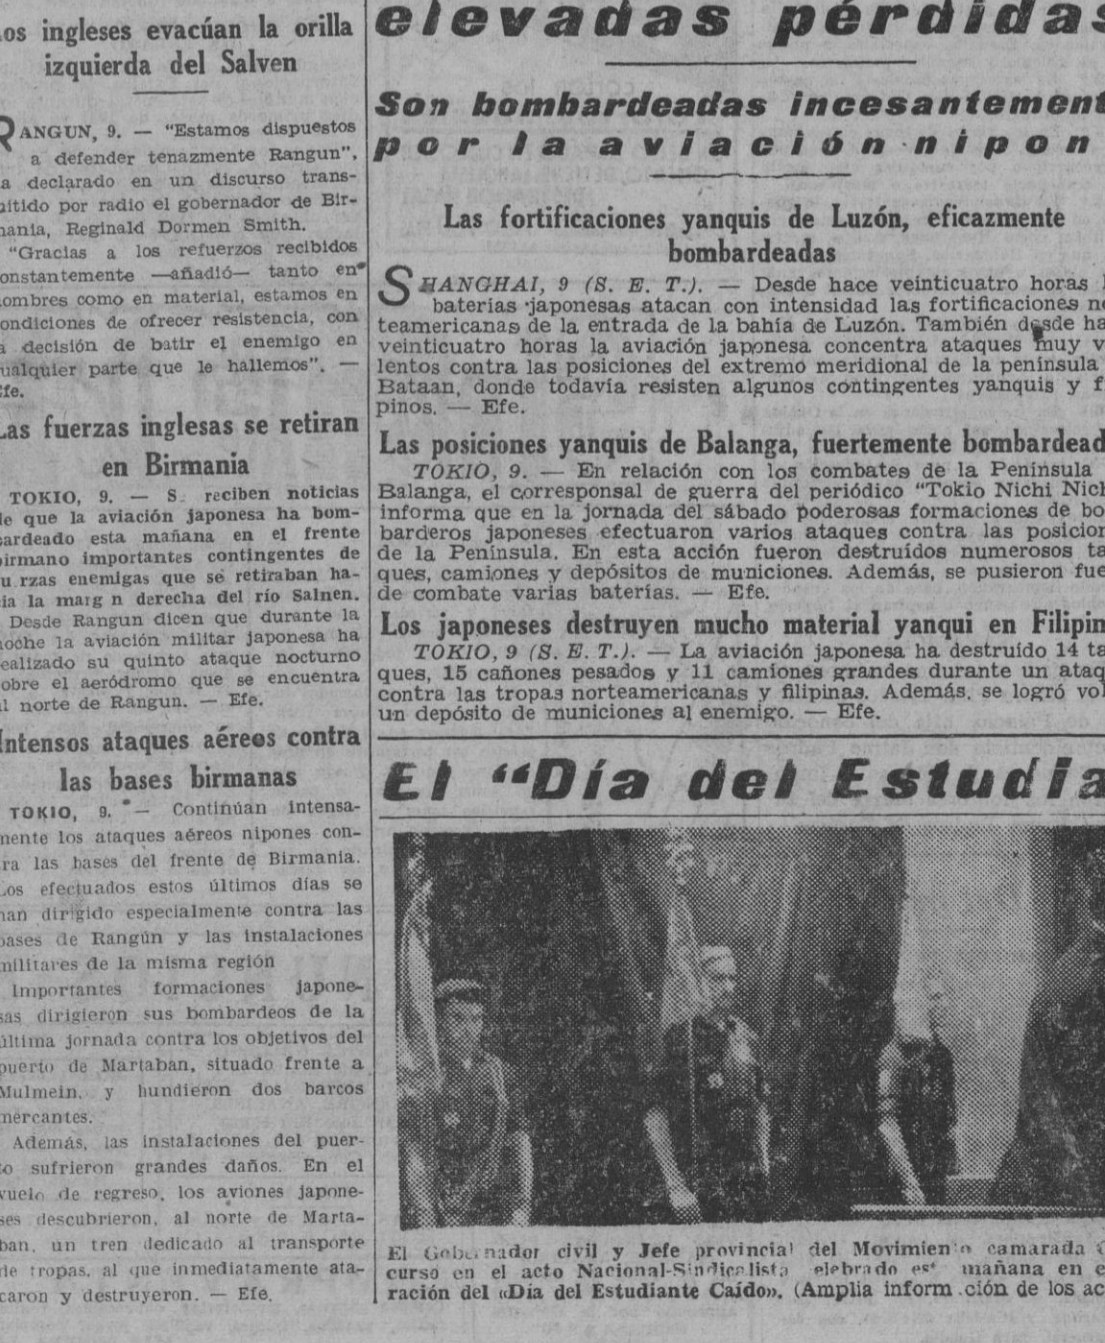 os ingleses evacúan la orilla
izquierda del Salven
RANGUN, 9. — "Estamos dispuestos
a defender tenazmente Rangun",
a declarado en un discurso trans-
itido por radio el gobernador de Bir-
ania, Reginald Dormen Smith.
"Gracias a los refuerzos recibidos
onstantemente —añadió— tanto en
ombres como en material, estamos en
ondiciones de ofrecer resistencia, con
a decisión de batir el enemigo en
ualquier parte que le hallemos". —
Efe.
Las fuerzas inglesas se retiran
en Birmania
TOKIO, 9. — S reciben noticias
de que la aviación japonesa ha bom-
bardeado esta mañana en el frente
birmano importantes contingentes de
fu rzas enemigas que se retiraban ha-
cia la marg n derecha del río Salnen.
Desde Rangun dicen que durante la
noche la aviación militar japonesa ha
realizado su quinto ataque nocturno
sobre el aeródromo que se encuentra
al norte de Rangun. — Efe.
Intensos ataques aéreos contra
las bases birmanas
TOKIO, 9. — Continúan intensa-
mente los ataques aéreos nipones con-
tra las bases del frente de Birmania.
Los efectuados estos últimos días se
han dirigido especialmente contra las
bases de Rangún y las instalaciones
militares de la misma región
Importantes formaciones japone-
sas dirigieron sus bombardeos de la
última jornada contra los objetivos del
puerto de Martaban, situado frente a
Mulmein, y hundieron dos barcos
mercantes.
Además, las instalaciones del puer-
to sufrieron grandes daños. En el
vuelo de regreso, los aviones japone-
ses descubrieron, al norte de Marta-
ban, un tren dedicado al transporte
de tropas, al que inmediatamente ata-
caron y destruyeron. — Efe.
elevadas pérdidas
Son bombardeadas incesantement
por la aviación nipon
Las fortificaciones yanquis de Luzón, eficazmente
bombardeadas
SHANGHAI, 9 (S. E. T.). — Desde hace veinticuatro horas l
baterías japonesas atacan con intensidad las fortificaciones no
teamericanas de la entrada de la bahía de Luzón. También desde ha
veinticuatro horas la aviación japonesa concentra ataques muy v
lentos contra las posiciones del extremo meridional de la península
Bataan, donde todavía resisten algunos contingentes yanquis y f
pinos. — Efe.
Las posiciones yanquis de Balanga, fuertemente bombardead
TOKIO, 9. — En relación con los combates de la Península
Balanga, el corresponsal de guerra del periódico "Tokio Nichi Nich
informa que en la jornada del sábado poderosas formaciones de bo
barderos japoneses efectuaron varios ataques contra las posicion
de la Península. En esta acción fueron destruídos numerosos ta
ques, camiones y depósitos de municiones. Además, se pusieron fue
de combate varias baterías. — Efe.
Los japoneses destruyen mucho material yanqui en Filipin
TOKIO, 9 (S. E. T.). — La aviación japonesa ha destruído 14 ta
ques, 15 cañones pesados y 11 camiones grandes durante un ataq
contra las tropas norteamericanas y filipinas. Además, se logró vol
un depósito de municiones al enemigo. — Efe.
El "Día del Estudia
El Gobernador civil y Jefe provincial del Movimiento camarada
curso en el acto Nacional-Sindicalista elebrado es mañana en e
ración del «Día del Estudiante Caído». (Amplia inform ción de los ac